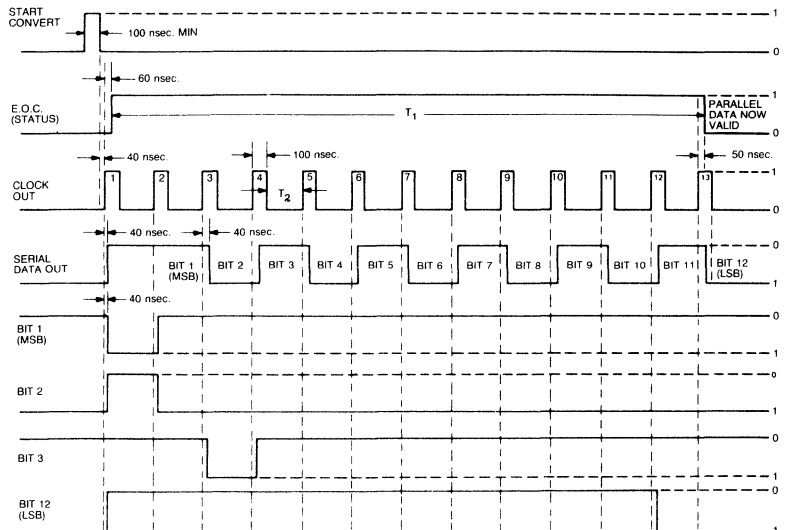 START
CONVERT
100 nsec. MIN
1
0
60 nsec.
E.O.C.
(STATUS)
T1
PARALLEL
DATA NOW
VALID
1
0
40 nsec.
100 nsec.
50 nsec.
CLOCK
OUT
1 2 3 4 5 6 7 8 9 10 11 12 13
T2
1
0
40 nsec.
40 nsec.
SERIAL
DATA OUT
BIT 1
(MSB)
BIT 2 BIT 3 BIT 4 BIT 5 BIT 6 BIT 7 BIT 8 BIT 9 BIT 10 BIT 11
BIT 12
(LSB)
0
1
40 nsec.
BIT 1
(MSB)
0
1
BIT 2
0
1
BIT 3
0
1
BIT 12
(LSB)
0
1